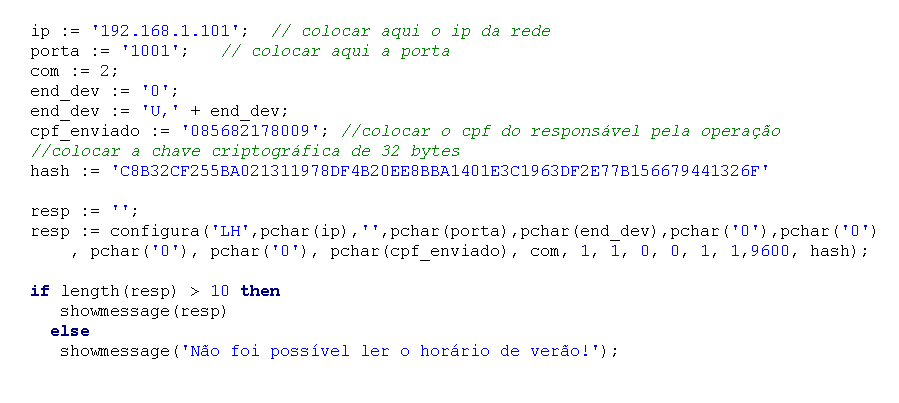 ip := '192.168.1.101';  // colocar aqui o ip da rede
porta := '1001';   // colocar aqui a porta
com := 2;
end_dev := '0';
end_dev := 'U,' + end_dev;
cpf_enviado := '085682178009'; //colocar o cpf do responsável pela operação
//colocar a chave criptográfica de 32 bytes
hash := 'C8B32CF255BA021311978DF4B20EE8BBA1401E3C1963DF2E77B156679441326F'
resp := '';
resp := configura('LH',pchar(ip),'',pchar(porta),pchar(end_dev),pchar('0'),pchar('0')
    , pchar('0'), pchar('0'), pchar(cpf_enviado), com, 1, 1, 0, 0, 1, 1,9600, hash);
if length(resp) > 10 then
   showmessage(resp)
  else
   showmessage('Não foi possível ler o horário de verão!');